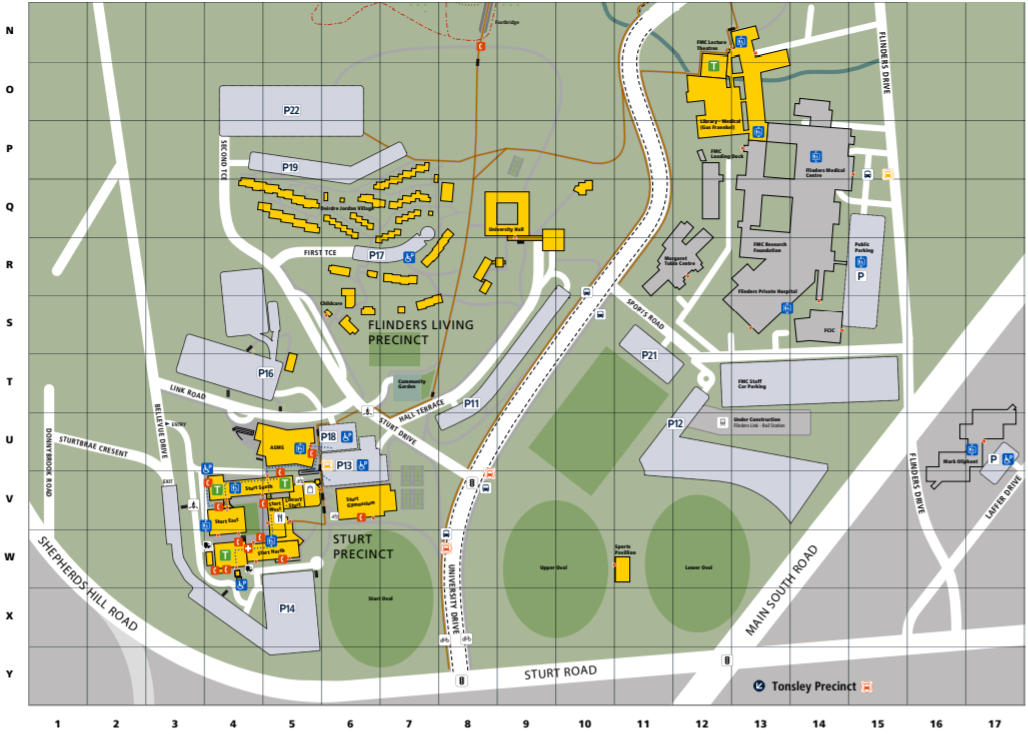 N
Footbridge
FMC Lecture
Theatres
FLINDERS DRIVE
T
O
P22
Library - Medical
(Gus Fraenkel)
P
SECOND TCE
P19
FMC
Loading Dock
Flinders Medical
Centre
Q
Deirdre Jordan Village
University Hall
R
FIRST TCE
P17
Margaret
Tobin Centre
FMC Research
Foundation
Public
Parking
P
Flinders Private Hospital
S
Childcare
FLINDERS LIVING
PRECINCT
SPORTS ROAD
FOC
P21
T
P16
LINK ROAD
Community
Garden
HALL TERRACE
P11
FMC Staff
Car Parking
BELLEVUE DRIVE
ENTRY
STURT DRIVE
P12
Under Construction
Flinders Link - Rail Station
U
DONNYBROOK ROAD
STURTBRAE CRESENT
P18
P13
Mark Oliphant
P
EXIT
V
T
Sturt South
T
Sturt
West
Library
Sturt
Sturt
Gymnasium
Sturt East
FLINDERS DRIVE
LAFFER DRIVE
STURT
PRECINCT
W
T
Sturt North
Sports
Pavilion
Upper Oval
Lower Oval
SHEPHERDS HILL ROAD
UNIVERSITY DRIVE
MAIN SOUTH ROAD
X
P14
Sturt Oval
Y
STURT ROAD
Tonsley Precinct
1 2 3 4 5 6 7 8 9 10 11 12 13 14 15 16 17